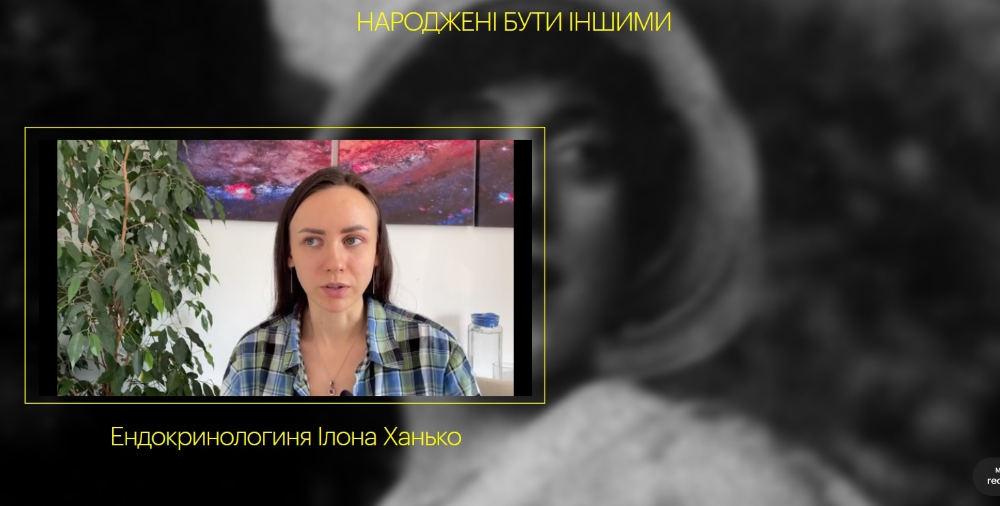 НАРОДЖЕНІ БУТИ ІНШИМИ
Ендокринологиня Ілона Ханько